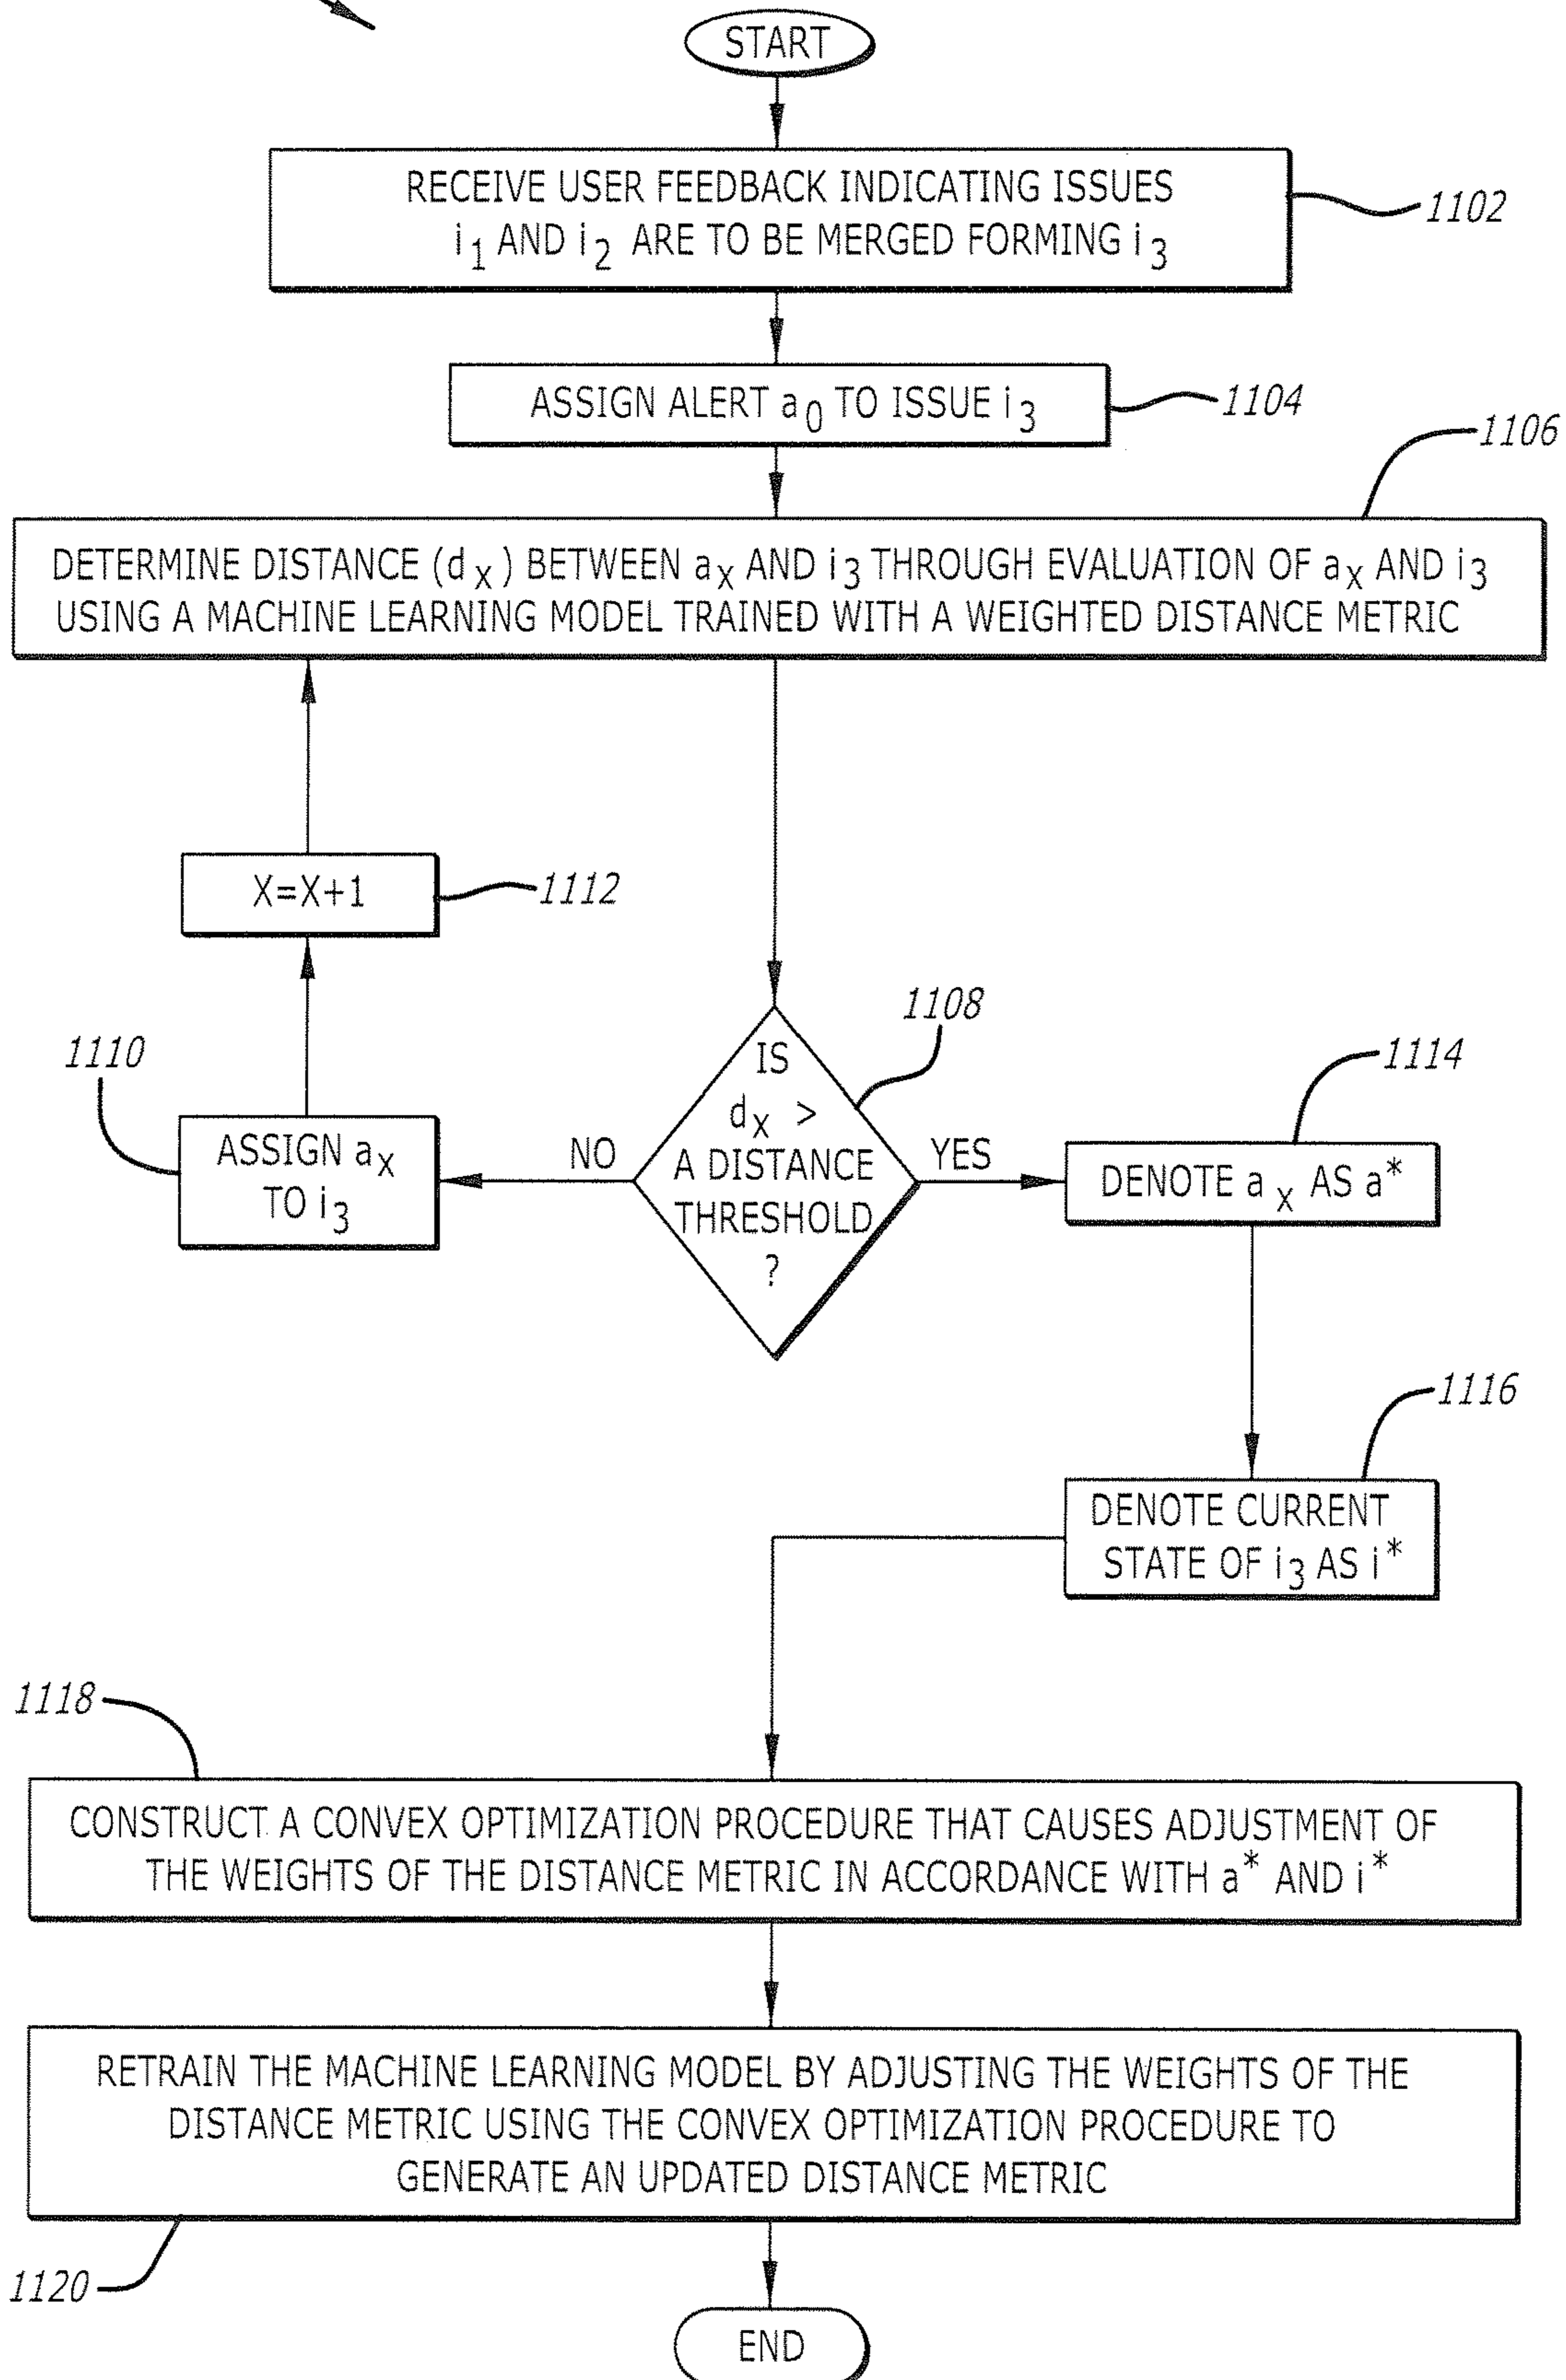 START
RECEIVE USER FEEDBACK INDICATING ISSUES
i₁ AND i₂ ARE TO BE MERGED FORMING i₃
1102
ASSIGN ALERT a₀ TO ISSUE i₃
1104
1106
DETERMINE DISTANCE (dₓ) BETWEEN aₓ AND i₃ THROUGH EVALUATION OF aₓ AND i₃
USING A MACHINE LEARNING MODEL TRAINED WITH A WEIGHTED DISTANCE METRIC
X=X+1
1112
1108
IS
dₓ >
A DISTANCE
THRESHOLD
?
NO
YES
1110
ASSIGN aₓ
TO i₃
1114
DENOTE aₓ AS a*
1116
DENOTE CURRENT
STATE OF i₃ AS i*
1118
CONSTRUCT A CONVEX OPTIMIZATION PROCEDURE THAT CAUSES ADJUSTMENT OF
THE WEIGHTS OF THE DISTANCE METRIC IN ACCORDANCE WITH a* AND i*
RETRAIN THE MACHINE LEARNING MODEL BY ADJUSTING THE WEIGHTS OF THE
DISTANCE METRIC USING THE CONVEX OPTIMIZATION PROCEDURE TO
GENERATE AN UPDATED DISTANCE METRIC
1120
END